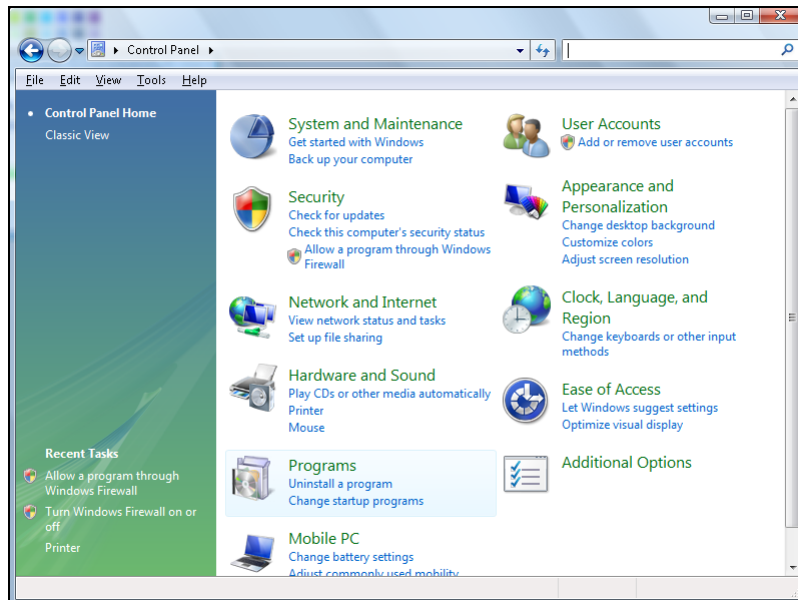 Control Panel
File Edit View Tools Help
Control Panel Home
Classic View
Recent Tasks
Allow a program through
Windows Firewall
Turn Windows Firewall on or
off
Printer
System and Maintenance
Get started with Windows
Back up your computer
Security
Check for updates
Check this computer's security status
Allow a program through Windows
Firewall
Network and Internet
View network status and tasks
Set up file sharing
Hardware and Sound
Play CDs or other media automatically
Printer
Mouse
Programs
Uninstall a program
Change startup programs
Mobile PC
Change battery settings
Adjust commonly used mobility
User Accounts
Add or remove user accounts
Appearance and
Personalization
Change desktop background
Customize colors
Adjust screen resolution
Clock, Language, and
Region
Change keyboards or other input
methods
Ease of Access
Let Windows suggest settings
Optimize visual display
Additional Options